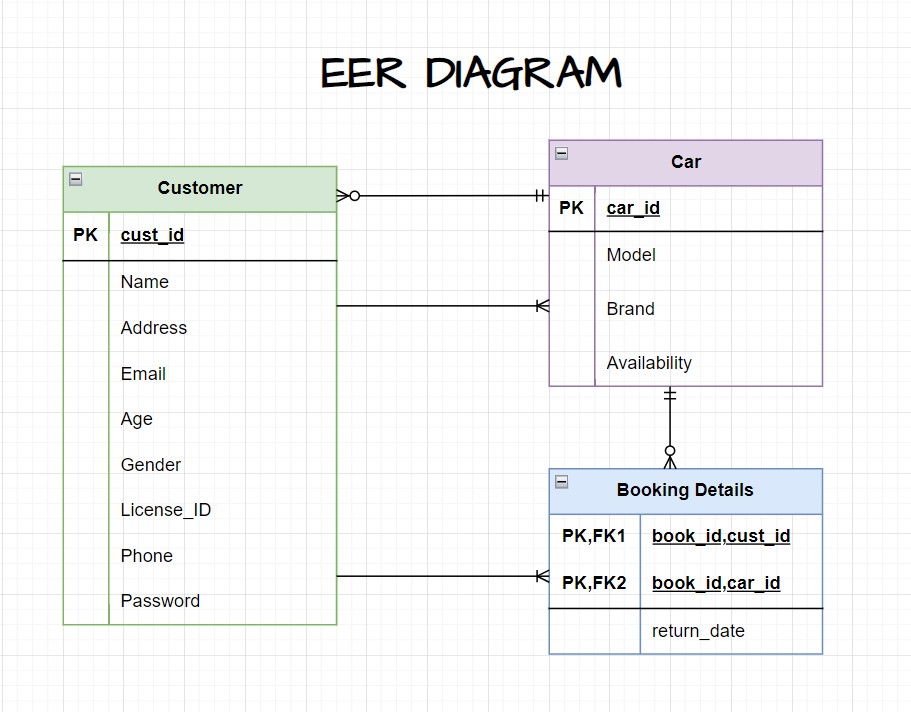 EER DIAGRAM
Customer
PK cust_id
Name
Address
Email
Age
Gender
License_ID
Phone
Password
Car
PK car_id
Model
Brand
Availability
Booking Details
PK,FK1 book_id,cust_id
PK,FK2 book_id,car_id
return_date